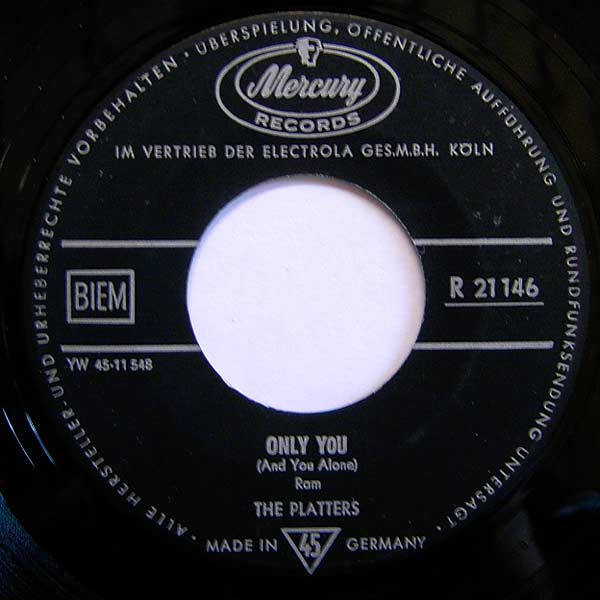 ALLE HERSTELLER- UND URHEBERRECHTE VORBEHALTEN · ÜBERSPIELUNG, ÖFFENTLICHE AUFFÜHRUNG UND RUNDFUNKSENDUNG UNTERSAGT ·
Mercury
RECORDS
IM VERTRIEB DER ELECTROLA GES.M.B.H. KÖLN
BIEM
R 21146
YW 45-11 548
ONLY YOU
(And You Alone)
Ram
THE PLATTERS
MADE IN 45 GERMANY